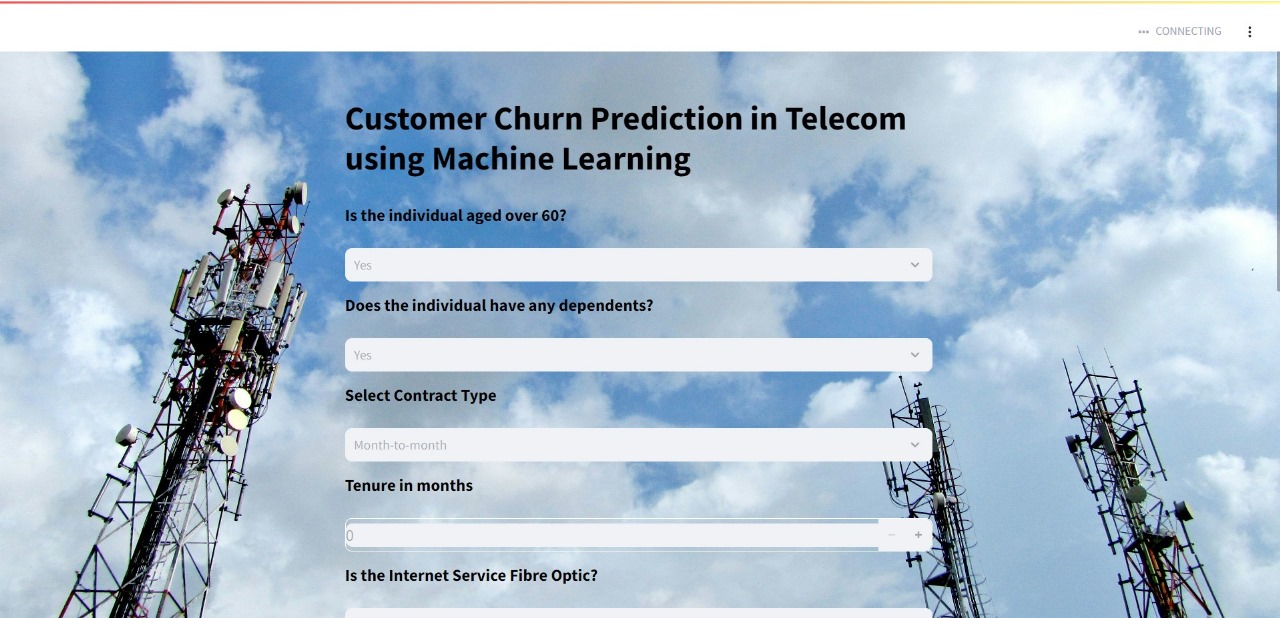 CONNECTING
Customer Churn Prediction in Telecom
using Machine Learning
Is the individual aged over 60?
Yes
Does the individual have any dependents?
Yes
Select Contract Type
Month-to-month
Tenure in months
0
Is the Internet Service Fibre Optic?